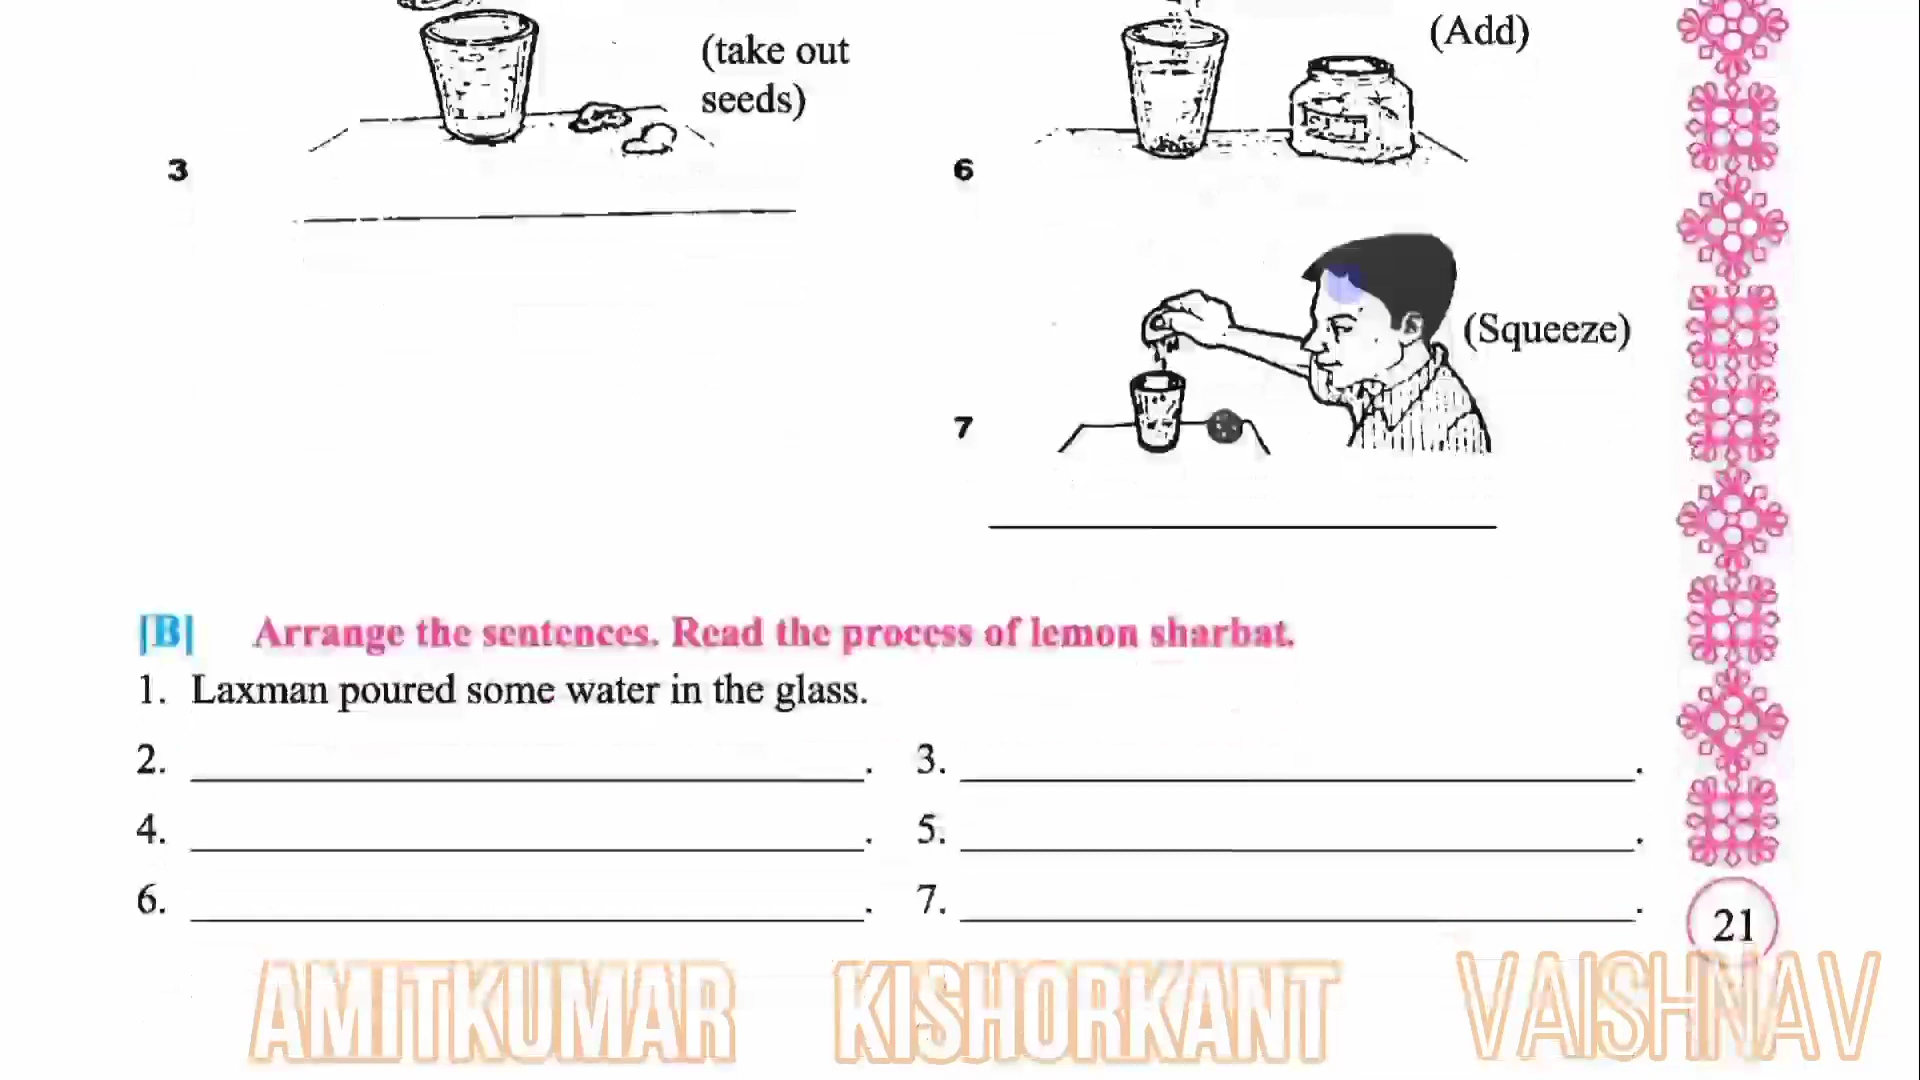 (take out
seeds)
3
(Add)
6
(Squeeze)
7
|B| Arrange the sentences. Read the process of lemon sharbat.
1. Laxman poured some water in the glass.
2. .
3. .
4. .
5. .
6. .
7. .
21
AMITKUMAR KISHORKANT VAISHNAV